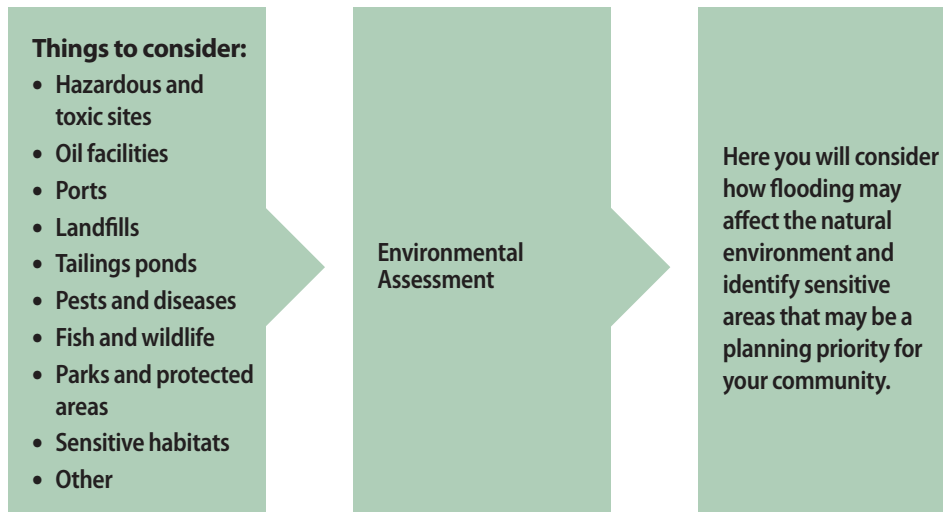 Things to consider:
• Hazardous and
toxic sites
• Oil facilities
• Ports
• Landfills
• Tailings ponds
• Pests and diseases
• Fish and wildlife
• Parks and protected
areas
• Sensitive habitats
• Other
Environmental
Assessment
Here you will consider
how flooding may
affect the natural
environment and
identify sensitive
areas that may be a
planning priority for
your community.